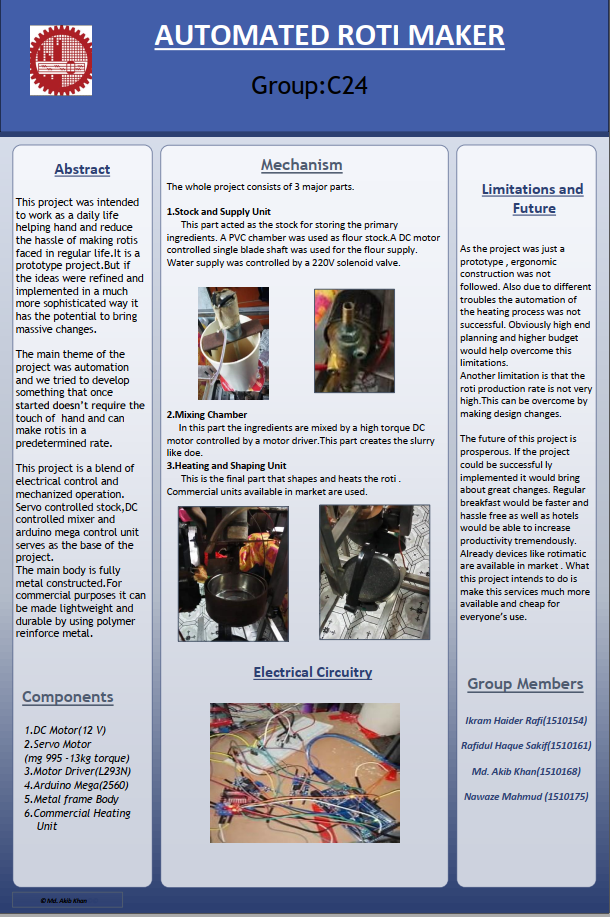 AUTOMATED ROTI MAKER
Group:C24
Abstract
This project was intended
to work as a daily life
helping hand and reduce
the hassle of making rotis
faced in regular life.It is a
prototype project.But if
the ideas were refined and
implemented in a much
more sophisticated way it
has the potential to bring
massive changes.
The main theme of the
project was automation
and we tried to develop
something that once
started doesn't require the
touch of hand and can
make rotis in a
predetermined rate.
This project is a blend of
electrical control and
mechanized operation.
Servo controlled stock,DC
controlled mixer and
arduino mega control unit
serves as the base of the
project.
The main body is fully
metal constructed.For
commercial purposes it can
be made lightweight and
durable by using polymer
reinforce metal.
Components
1.DC Motor(12 V)
2.Servo Motor
(mg 995 -13kg torque)
3.Motor Driver(L293N)
4.Arduino Mega(2560)
5.Metal frame Body
6.Commercial Heating
Unit
Mechanism
The whole project consists of 3 major parts.
1.Stock and Supply Unit
This part acted as the stock for storing the primary
ingredients. A PVC chamber was used as flour stock.A DC motor
controlled single blade shaft was used for the flour supply.
Water supply was controlled by a 220V solenoid valve.
2.Mixing Chamber
In this part the ingredients are mixed by a high torque DC
motor controlled by a motor driver.This part creates the slurry
like doe.
3.Heating and Shaping Unit
This is the final part that shapes and heats the roti .
Commercial units available in market are used.
Electrical Circuitry
Limitations and
Future
As the project was just a
prototype , ergonomic
construction was not
followed. Also due to different
troubles the automation of
the heating process was not
successful. Obviously high end
planning and higher budget
would help overcome this
limitations.
Another limitation is that the
roti production rate is not very
high.This can be overcome by
making design changes.
The future of this project is
prosperous. If the project
could be successful ly
implemented it would bring
about great changes. Regular
breakfast would be faster and
hassle free as well as hotels
would be able to increase
productivity tremendously.
Already devices like rotimatic
are available in market . What
this project intends to do is
make this services much more
available and cheap for
everyone's use.
Group Members
Ikram Haider Rafi(1510154)
Rafidul Haque Sakif(1510161)
Md. Akib Khan(1510168)
Nawaze Mahmud (1510175)
© Md. Akib Khan